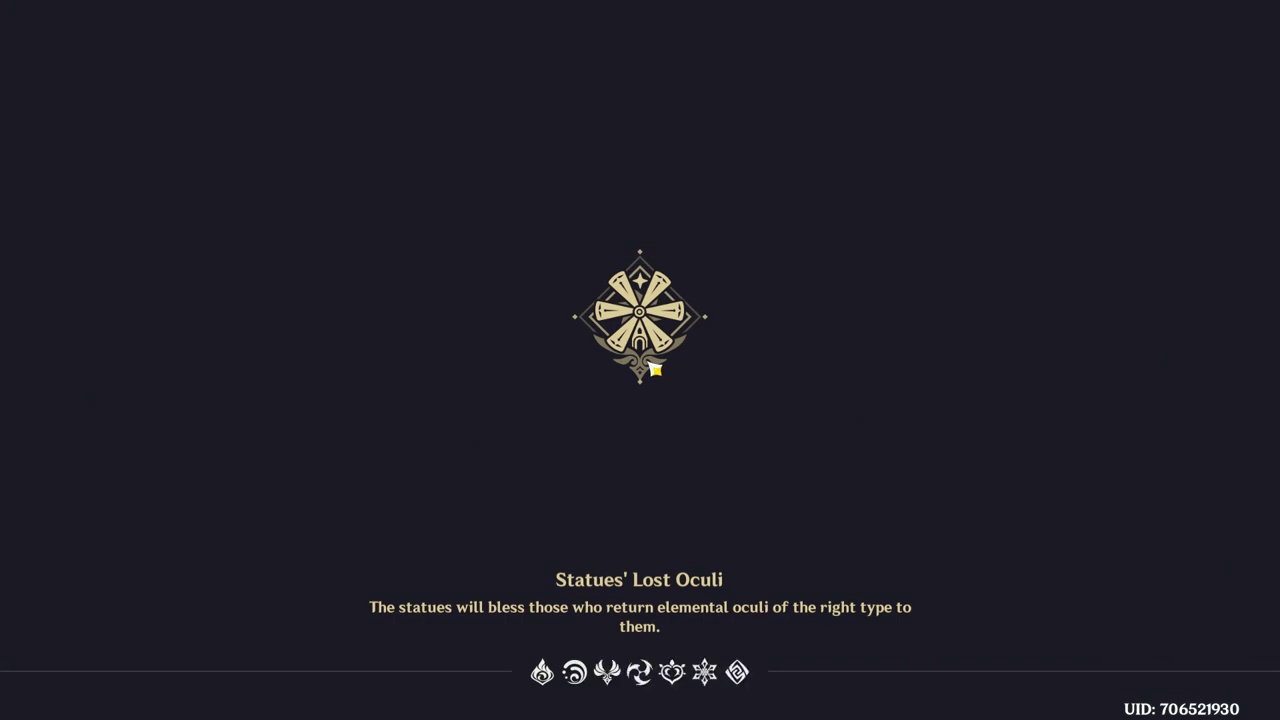 Statues' Lost Oculi
The statues will bless those who return elemental oculi of the right type to
them.
UID: 706521930